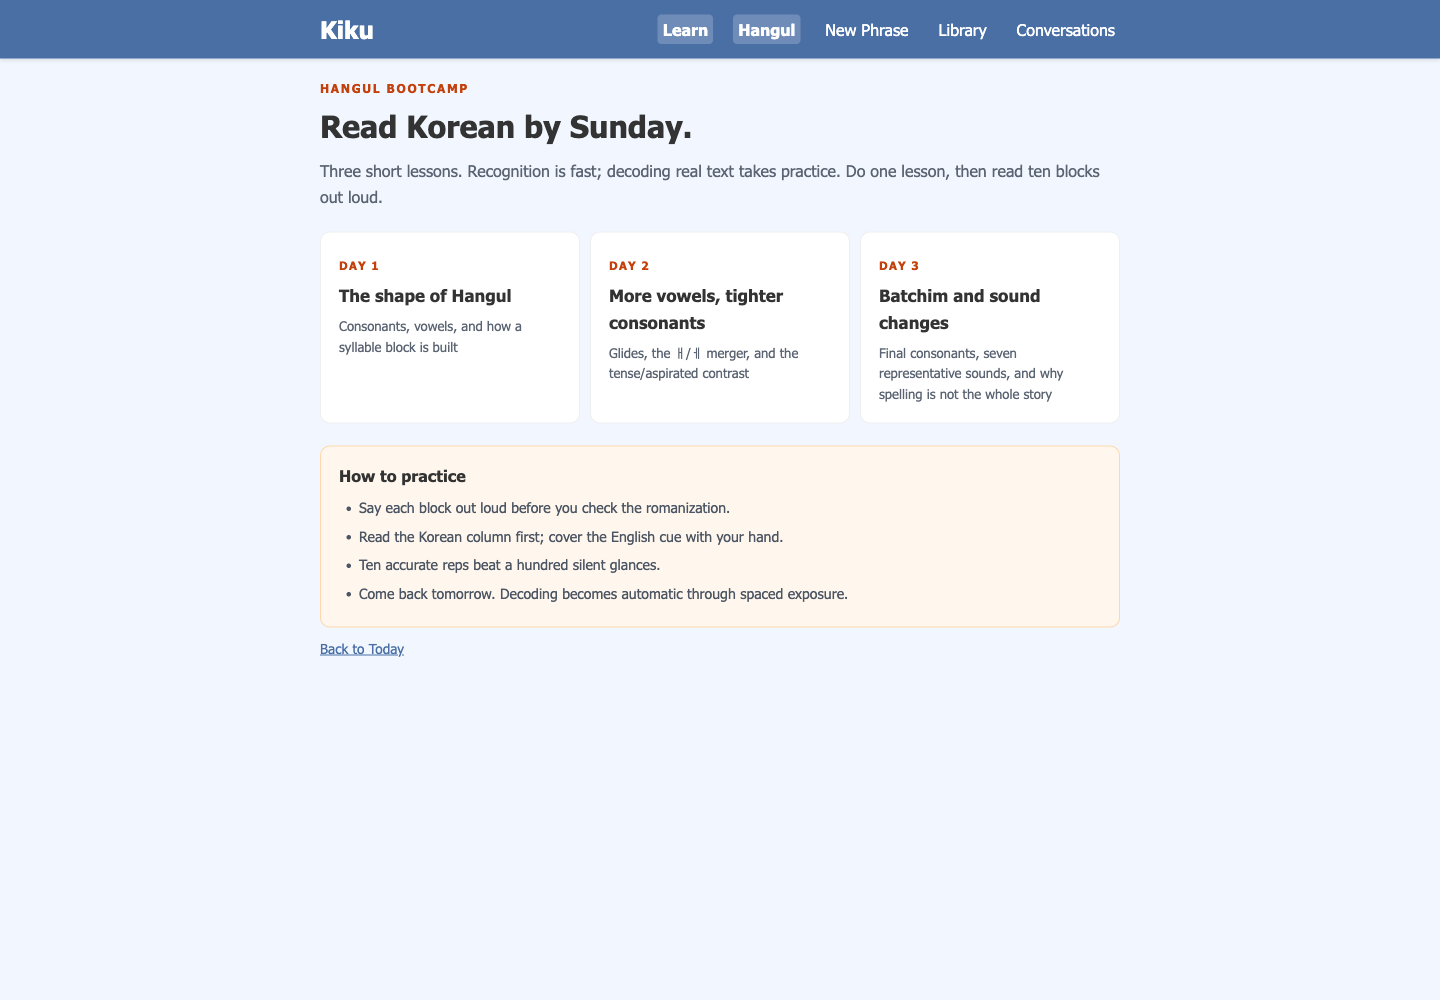 Kiku
Learn Hangul New Phrase Library Conversations
HANGUL BOOTCAMP
Read Korean by Sunday.
Three short lessons. Recognition is fast; decoding real text takes practice. Do one lesson, then read ten blocks
out loud.
DAY 1
The shape of Hangul
Consonants, vowels, and how a
syllable block is built
DAY 2
More vowels, tighter
consonants
Glides, the ㅐ/ㅔ merger, and the
tense/aspirated contrast
DAY 3
Batchim and sound
changes
Final consonants, seven
representative sounds, and why
spelling is not the whole story
How to practice
• Say each block out loud before you check the romanization.
• Read the Korean column first; cover the English cue with your hand.
• Ten accurate reps beat a hundred silent glances.
• Come back tomorrow. Decoding becomes automatic through spaced exposure.
Back to Today